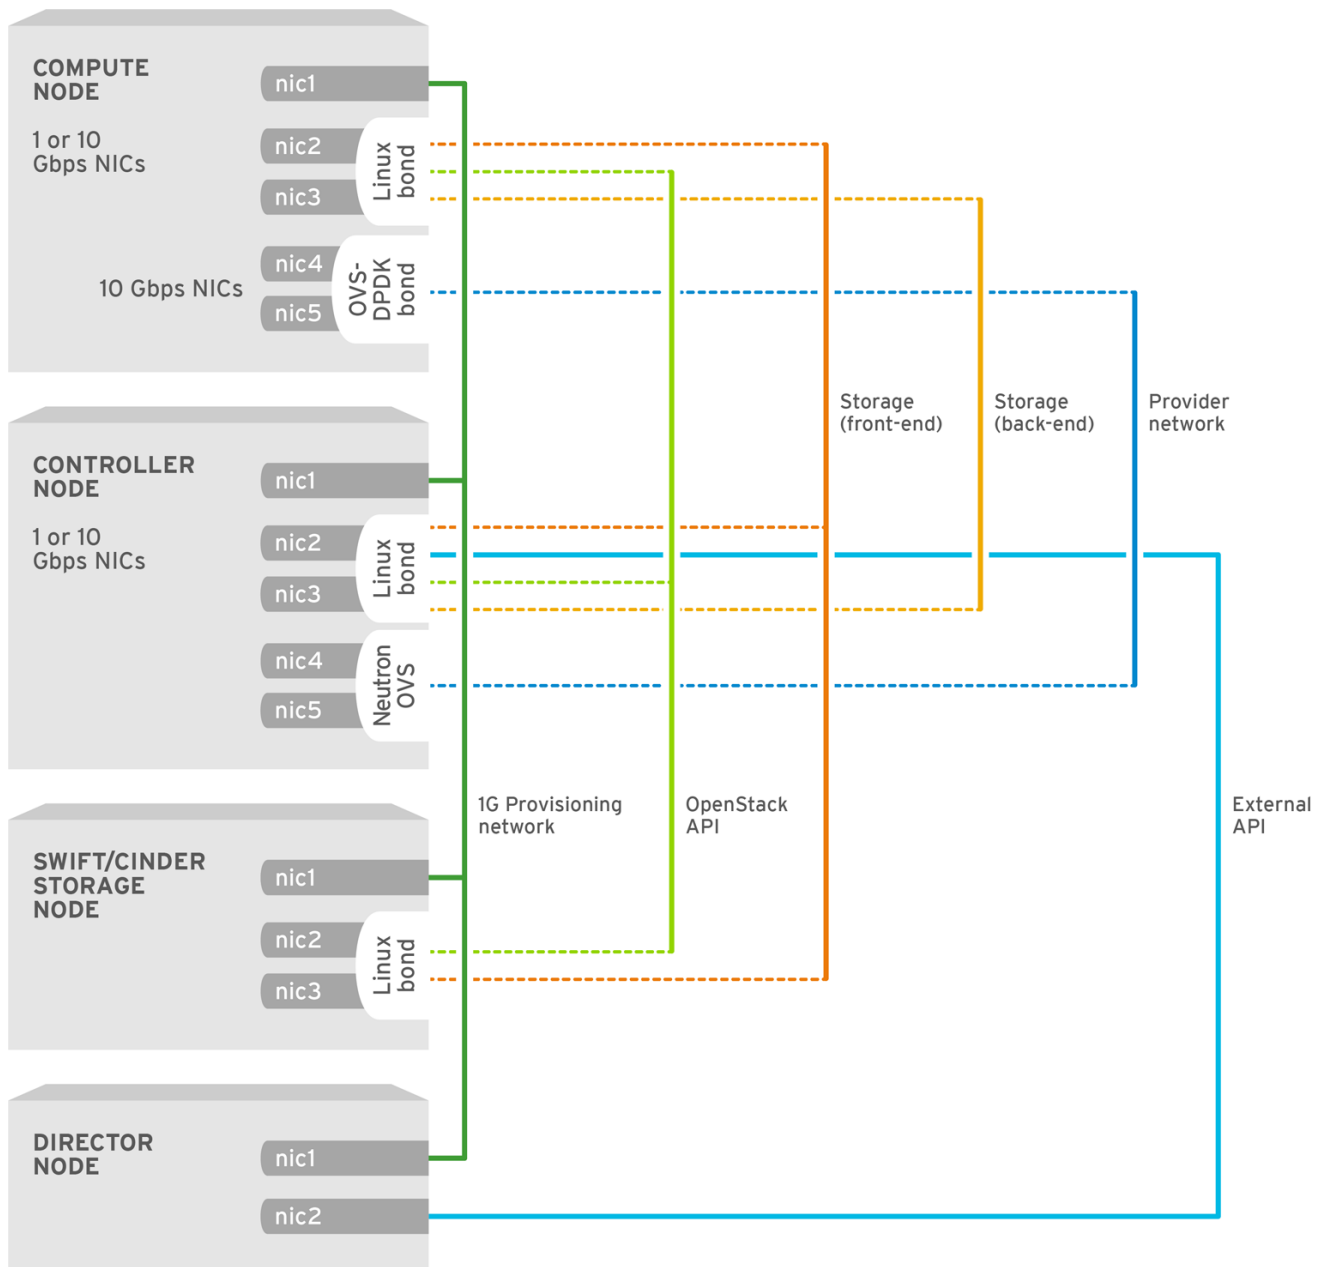 COMPUTE
NODE
1 or 10
Gbps NICs
nic1
nic2
nic3
Linux
bond
10 Gbps NICs
nic4
nic5
OVS-
DPDK
bond
Storage
(front-end)
Storage
(back-end)
Provider
network
CONTROLLER
NODE
1 or 10
Gbps NICs
nic1
nic2
nic3
Linux
bond
nic4
nic5
Neutron
OVS
1G Provisioning
network
OpenStack
API
External
API
SWIFT/CINDER
STORAGE
NODE
nic1
nic2
nic3
Linux
bond
DIRECTOR
NODE
nic1
nic2